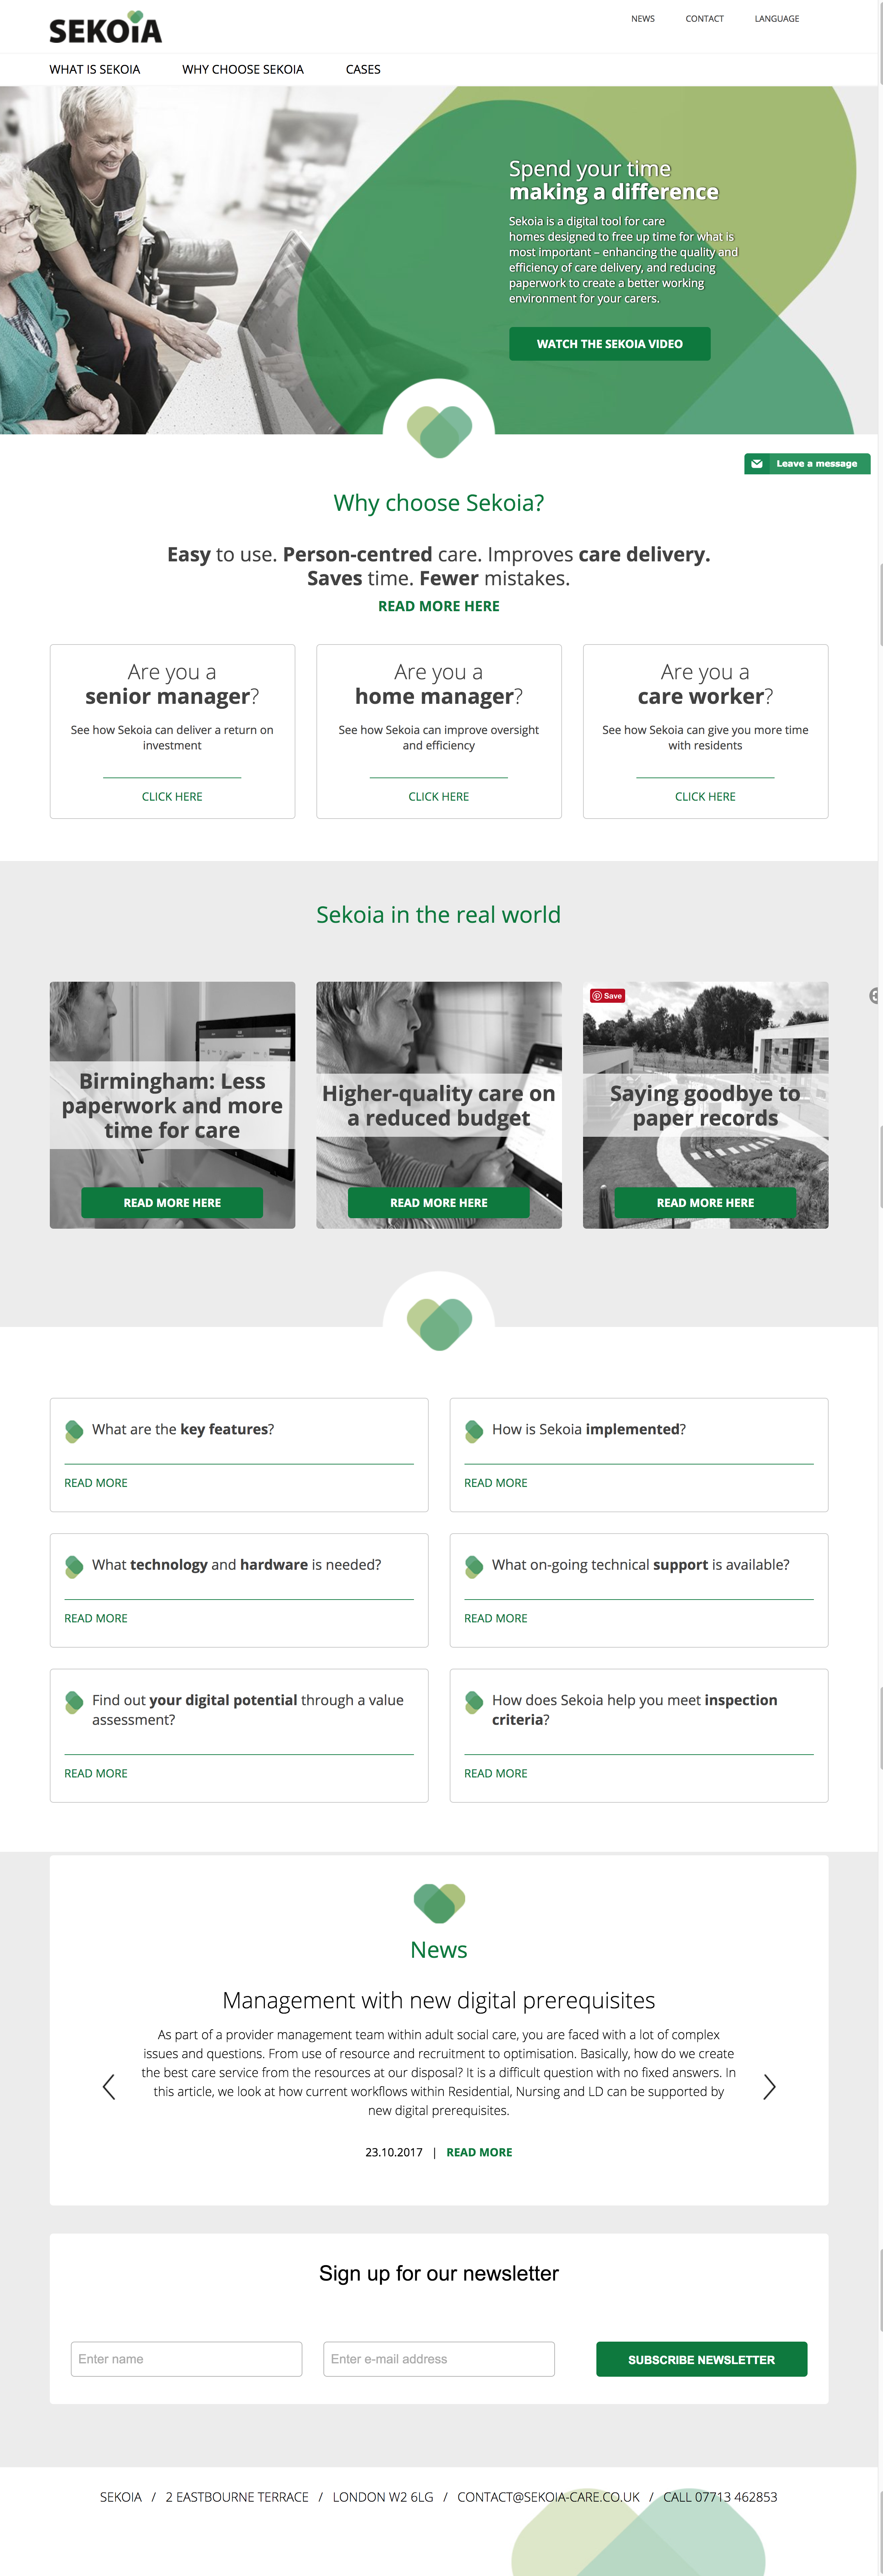 SEKOiA
NEWS
CONTACT
LANGUAGE
WHAT IS SEKOIA
WHY CHOOSE SEKOIA
CASES
Spend your time
making a difference
Sekoia is a digital tool for care
homes designed to free up time for what is
most important – enhancing the quality and
efficiency of care delivery, and reducing
paperwork to create a better working
environment for your carers.
WATCH THE SEKOIA VIDEO
Leave a message
Why choose Sekoia?
Easy to use. Person-centred care. Improves care delivery.
Saves time. Fewer mistakes.
READ MORE HERE
Are you a
senior manager?
See how Sekoia can deliver a return on
investment
CLICK HERE
Are you a
home manager?
See how Sekoia can improve oversight
and efficiency
CLICK HERE
Are you a
care worker?
See how Sekoia can give you more time
with residents
CLICK HERE
Sekoia in the real world
Birmingham: Less
paperwork and more
time for care
READ MORE HERE
Higher-quality care on
a reduced budget
READ MORE HERE
Save
Saying goodbye to
paper records
READ MORE HERE
What are the key features?
READ MORE
How is Sekoia implemented?
READ MORE
What technology and hardware is needed?
READ MORE
What on-going technical support is available?
READ MORE
Find out your digital potential through a value
assessment?
READ MORE
How does Sekoia help you meet inspection
criteria?
READ MORE
News
Management with new digital prerequisites
As part of a provider management team within adult social care, you are faced with a lot of complex
issues and questions. From use of resource and recruitment to optimisation. Basically, how do we create
the best care service from the resources at our disposal? It is a difficult question with no fixed answers. In
this article, we look at how current workflows within Residential, Nursing and LD can be supported by
new digital prerequisites.
23.10.2017 | READ MORE
Sign up for our newsletter
Enter name
Enter e-mail address
SUBSCRIBE NEWSLETTER
SEKOIA / 2 EASTBOURNE TERRACE / LONDON W2 6LG / CONTACT@SEKOIA-CARE.CO.UK / CALL 07713 462853